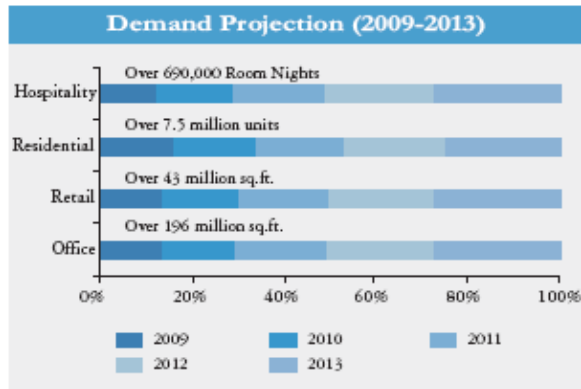 Demand Projection (2009-2013)
Over 690,000 Room Nights
Hospitality
Over 7.5 million units
Residential
Over 43 million sq.ft.
Retail
Over 196 million sq.ft.
Office
0% 20% 40% 60% 80% 100%
2009 2010 2011
2012 2013